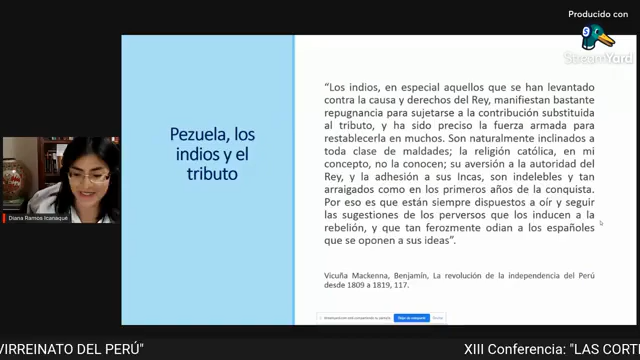 Producido con
StreamYard
Pezuela, los
indios y el
tributo
“Los indios, en especial aquellos que se han levantado
contra la causa y derechos del Rey, manifiestan bastante
repugnancia para sujetarse a la contribución substituida
al tributo, y ha sido preciso la fuerza armada para
restablecerla en muchos. Son naturalmente inclinados a
toda clase de maldades; la religión católica, en mi
concepto, no la conocen; su aversión a la autoridad del
Rey, y la adhesión a sus Incas, son indelebles y tan
arraigados como en los primeros años de la conquista.
Por eso es que están siempre dispuestos a oír y seguir
las sugestiones de los perversos que los inducen a la
rebelión, y que tan ferozmente odian a los españoles
que se oponen a sus ideas”.
Vicuña Mackenna, Benjamín, La revolución de la independencia del Perú
desde 1809 a 1819, 117.
Diana Ramos Icanaqué
VIRREINATO DEL PERÚ" XIII Conferencia: "LAS CORT